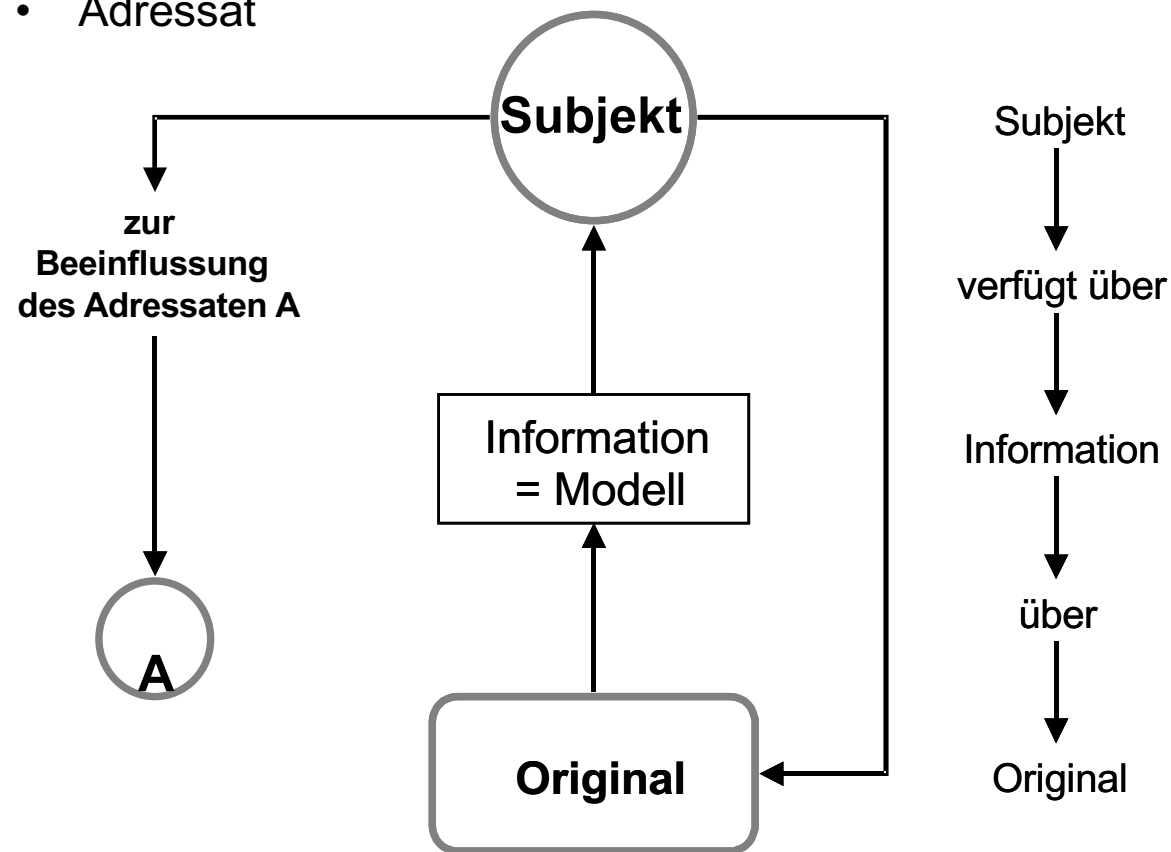 • Adressat
Subjekt
zur
Beeinflussung
des Adressaten A
A
Information
= Modell
Original
Subjekt
verfügt über
Information
über
Original